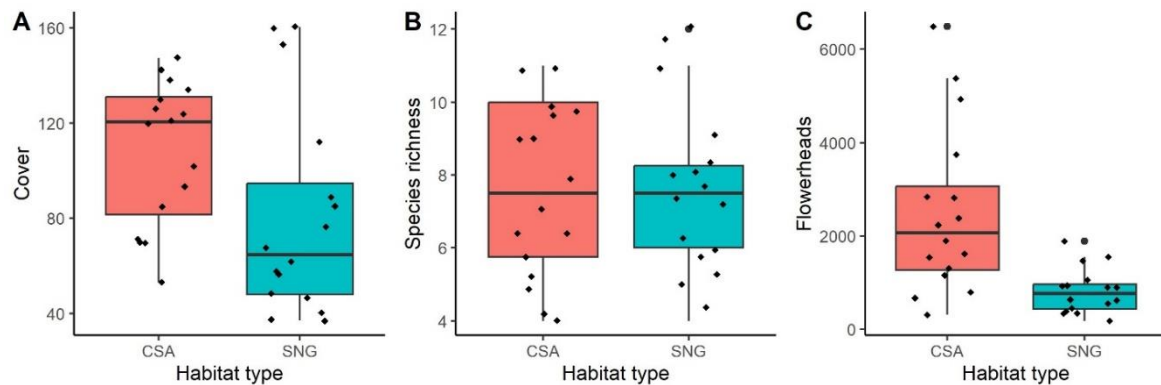 A
Cover
160
120
80
40
CSA
SNG
Habitat type
B
Species richness
12
10
8
6
4
CSA
SNG
Habitat type
C
Flowerheads
6000
4000
2000
0
CSA
SNG
Habitat type